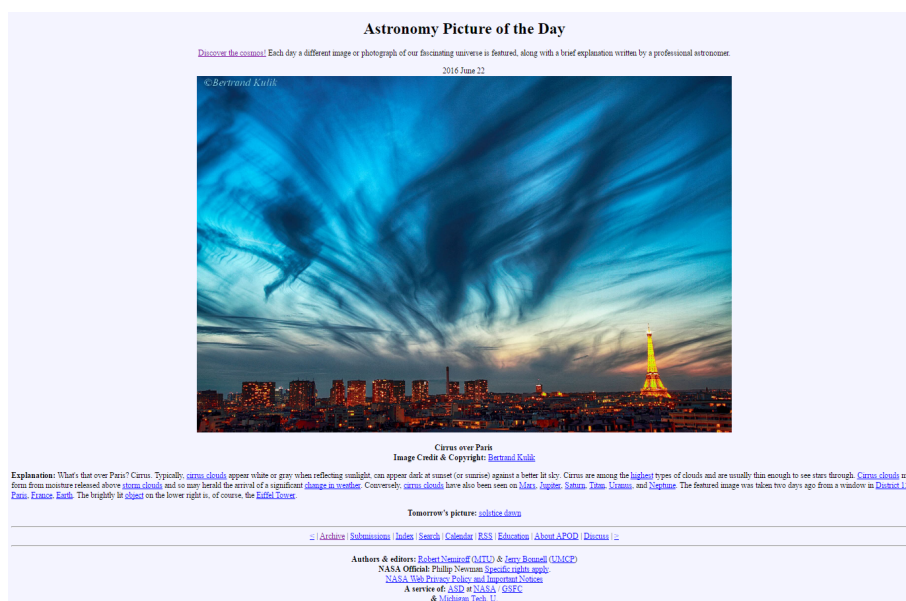 Astronomy Picture of the Day
Discover the cosmos! Each day a different image or photograph of our fascinating universe is featured, along with a brief explanation written by a professional astronomer.
2016 June 22
©Bertrand Kulik
Cirrus over Paris
Image Credit & Copyright: Bertrand Kulik
Explanation: What's that over Paris? Cirrus. Typically, cirrus clouds appear white or gray when reflecting sunlight, can appear dark at sunset (or sunrise) against a better lit sky. Cirrus are among the highest types of clouds and are usually thin enough to see stars through. Cirrus clouds
form from moisture released above storm clouds and so may herald the arrival of a significant change in weather. Conversely, cirrus clouds have also been seen on Mars, Jupiter, Saturn, Titan, Uranus, and Neptune. The featured image was taken two days ago from a window in District
Paris, France, Earth. The brightly lit object on the lower right is, of course, the Eiffel Tower.
Tomorrow's picture: solstice dawn
< | Archive | Submissions | Index | Search | Calendar | RSS | Education | About APOD | Discuss | >
Authors & editors: Robert Nemiroff (MTU) & Jerry Bonnell (UMCP)
NASA Official: Phillip Newman Specific rights apply.
NASA Web Privacy Policy and Important Notices
A service of: ASD at NASA / GSFC
& Michigan Tech. U.